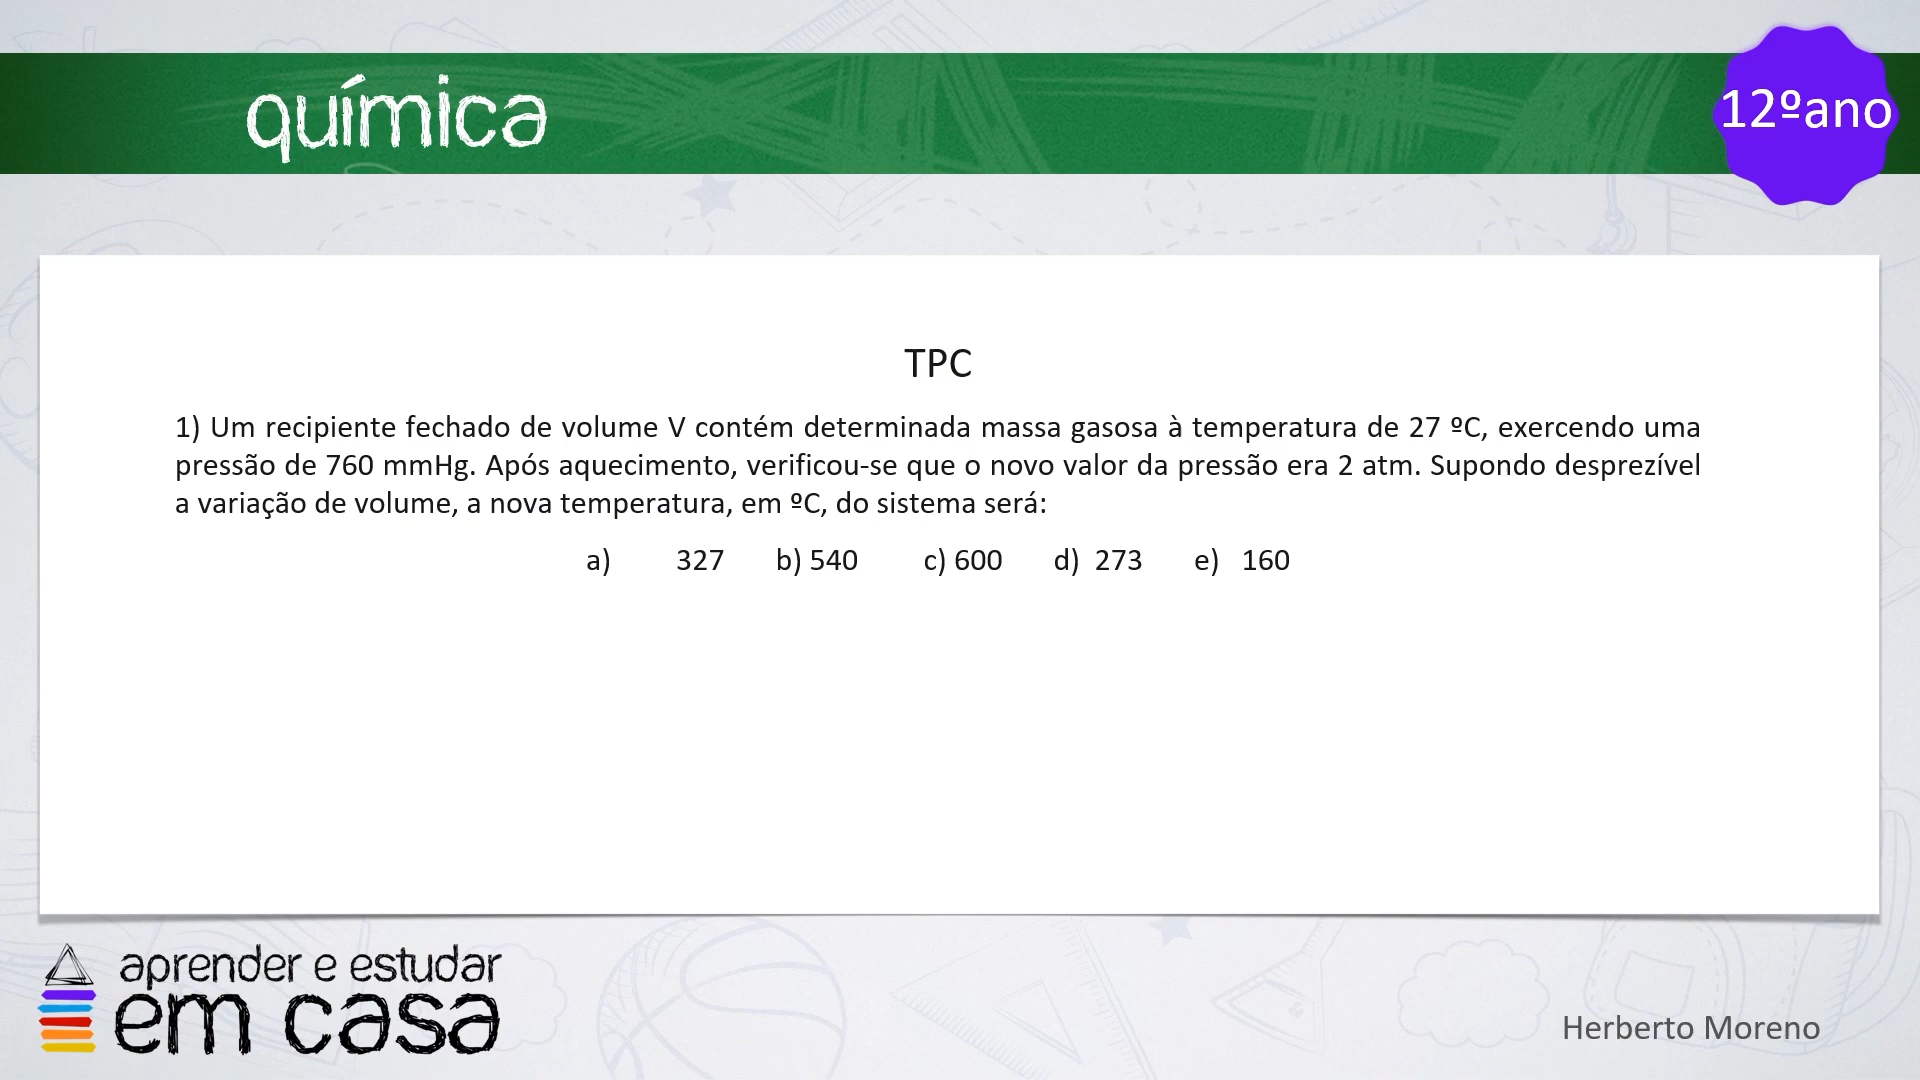 química
12ºano
TPC
1) Um recipiente fechado de volume V contém determinada massa gasosa à temperatura de 27 ºC, exercendo uma
pressão de 760 mmHg. Após aquecimento, verificou-se que o novo valor da pressão era 2 atm. Supondo desprezível
a variação de volume, a nova temperatura, em ºC, do sistema será:
a) 327 b) 540 c) 600 d) 273 e) 160
aprender e estudar
em casa
Herberto Moreno